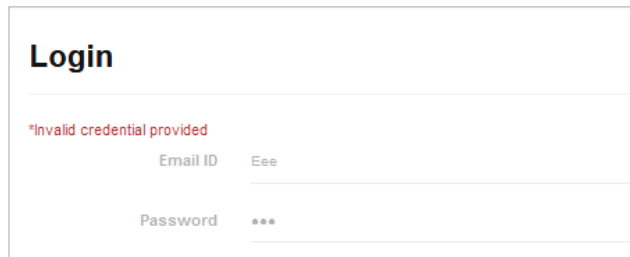 Login
*Invalid credential provided
Email ID Eee
Password •••